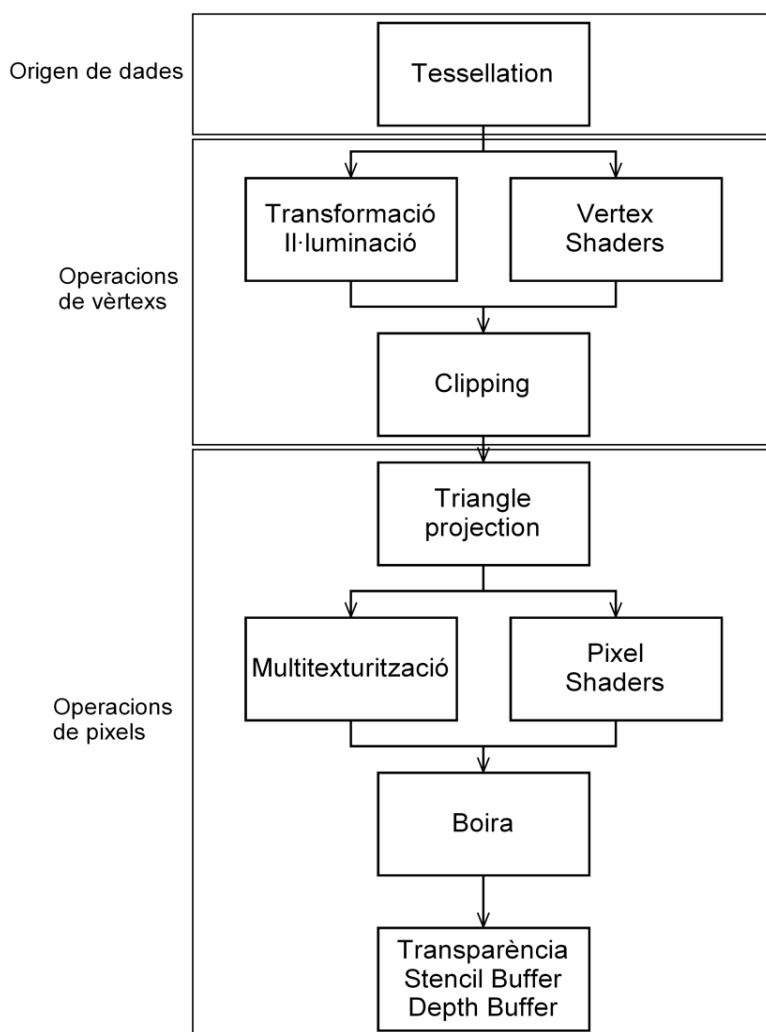 Origen de dades
Tessellation
Operacions
de vèrtexs
Transformació
Il·luminació
Vertex
Shaders
Clipping
Operacions
de pixels
Triangle
projection
Multitexturització
Pixel
Shaders
Boira
Transparència
Stencil Buffer
Depth Buffer